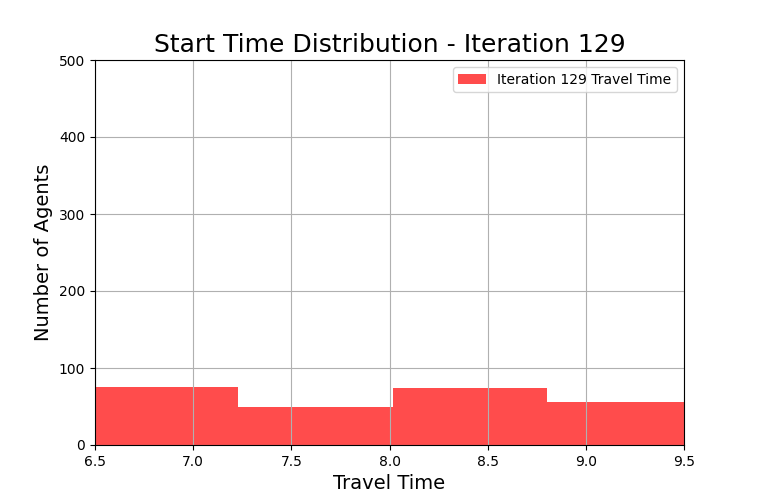 Start Time Distribution - Iteration 129
500
Iteration 129 Travel Time
400
300
200
100
0
Number of Agents
6.5 7.0 7.5 8.0 8.5 9.0 9.5
Travel Time